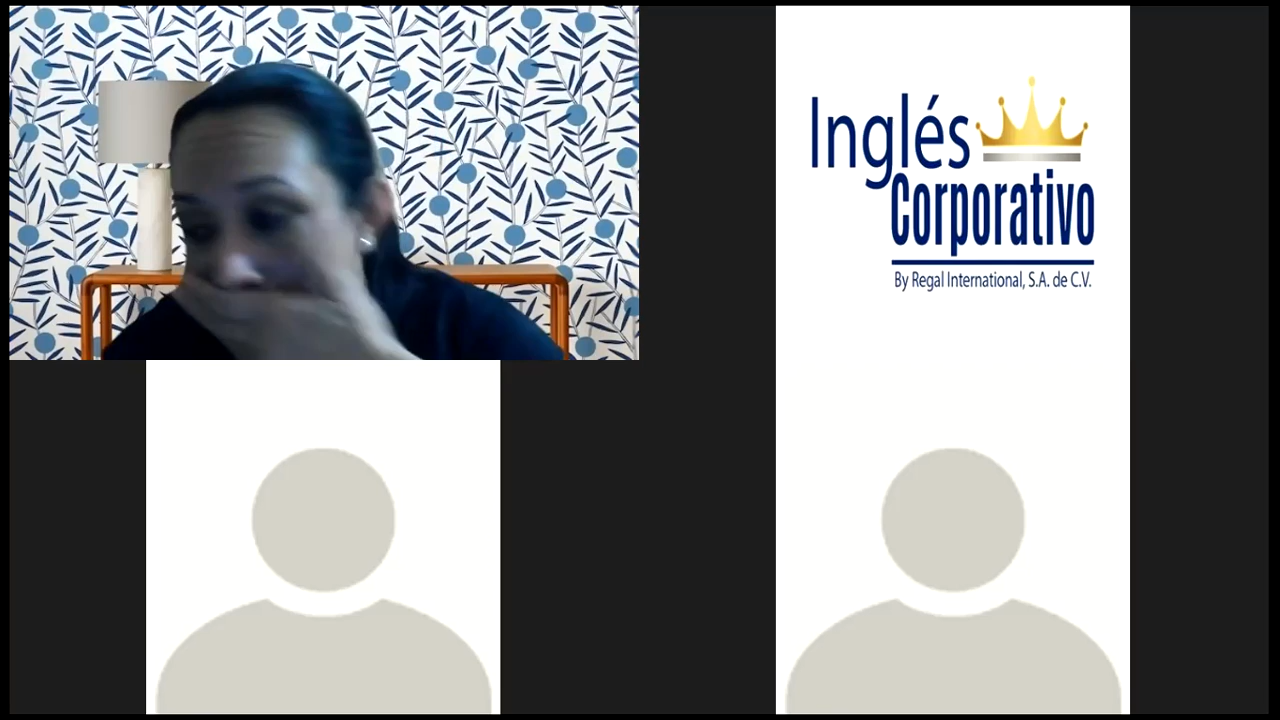 Inglés
Corporativo
By Regal International, S.A. de C.V.